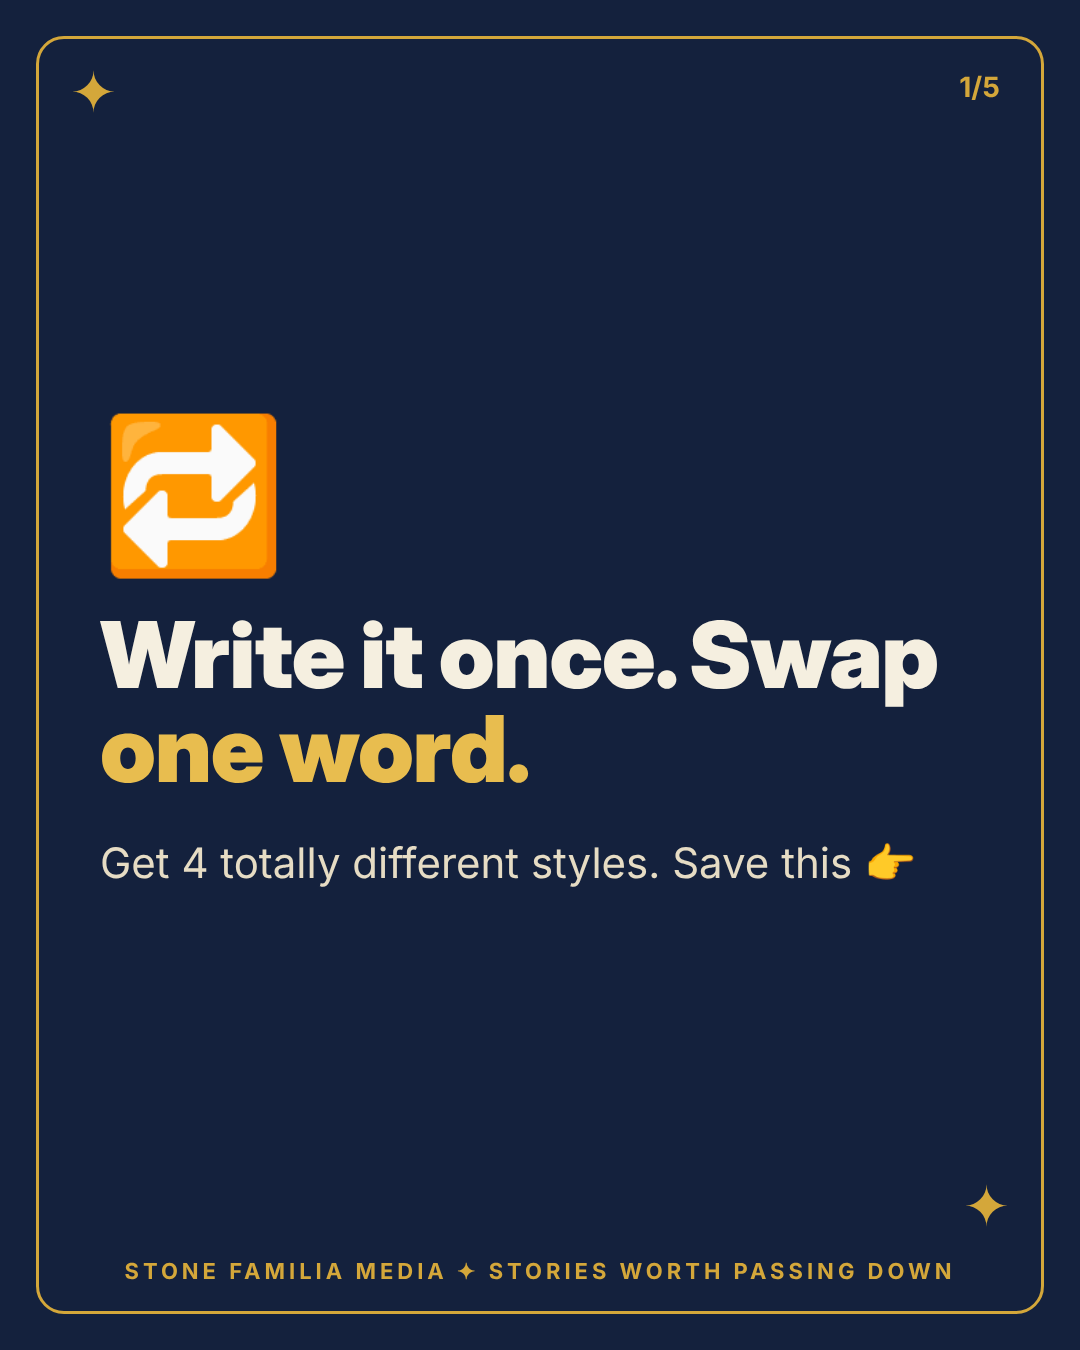 1/5
Write it once. Swap
one word.
Get 4 totally different styles. Save this 👉
STONE FAMILIA MEDIA ✦ STORIES WORTH PASSING DOWN